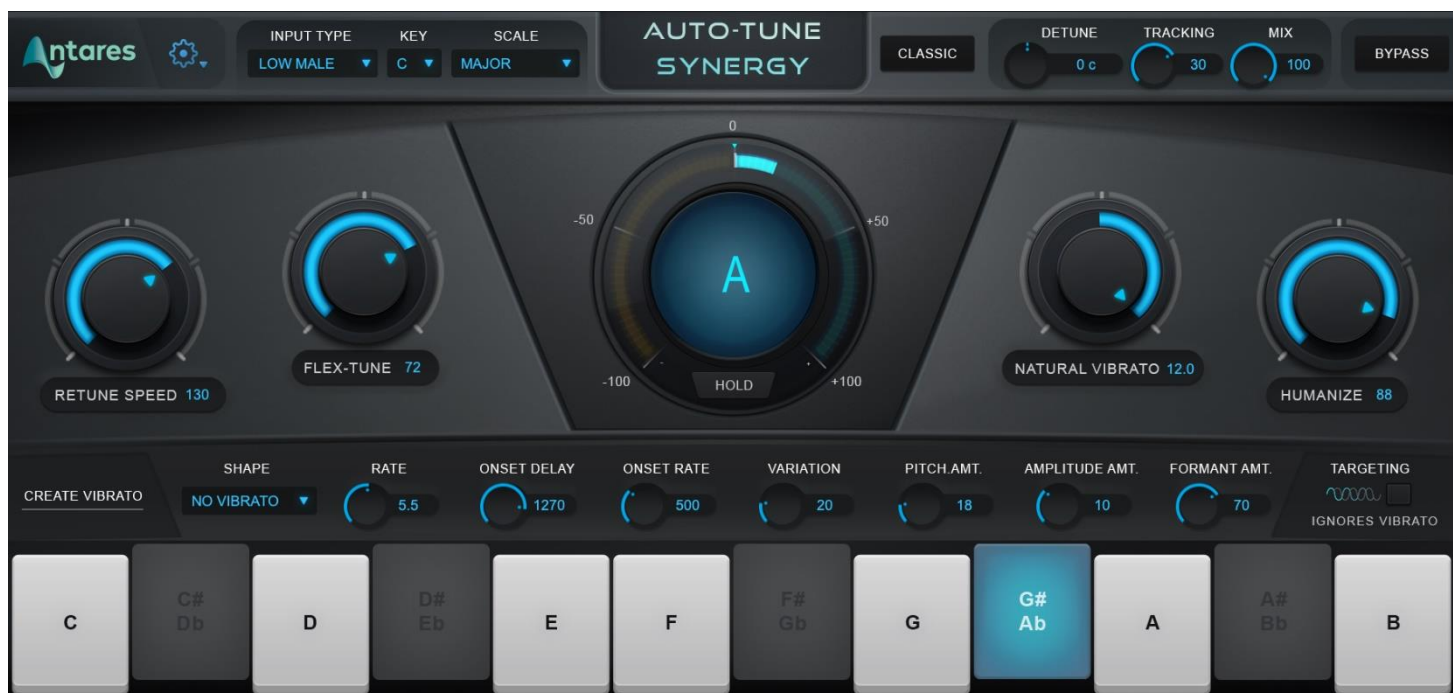 Antares
INPUT TYPE KEY SCALE
LOW MALE C MAJOR
AUTO-TUNE
SYNERGY
CLASSIC
DETUNE TRACKING MIX
0 c 30 100
BYPASS
0
-50 +50
A
-100 +100
- .
HOLD
RETUNE SPEED 130
FLEX-TUNE 72
NATURAL VIBRATO 12.0
HUMANIZE 88
CREATE VIBRATO
SHAPE RATE ONSET DELAY ONSET RATE VARIATION PITCH AMT. AMPLITUDE AMT. FORMANT AMT. TARGETING
NO VIBRATO 5.5 1270 500 20 18 10 70
IGNORES VIBRATO
C# D# F# G# A#
Db Eb Gb Ab Bb
C D E F G A B